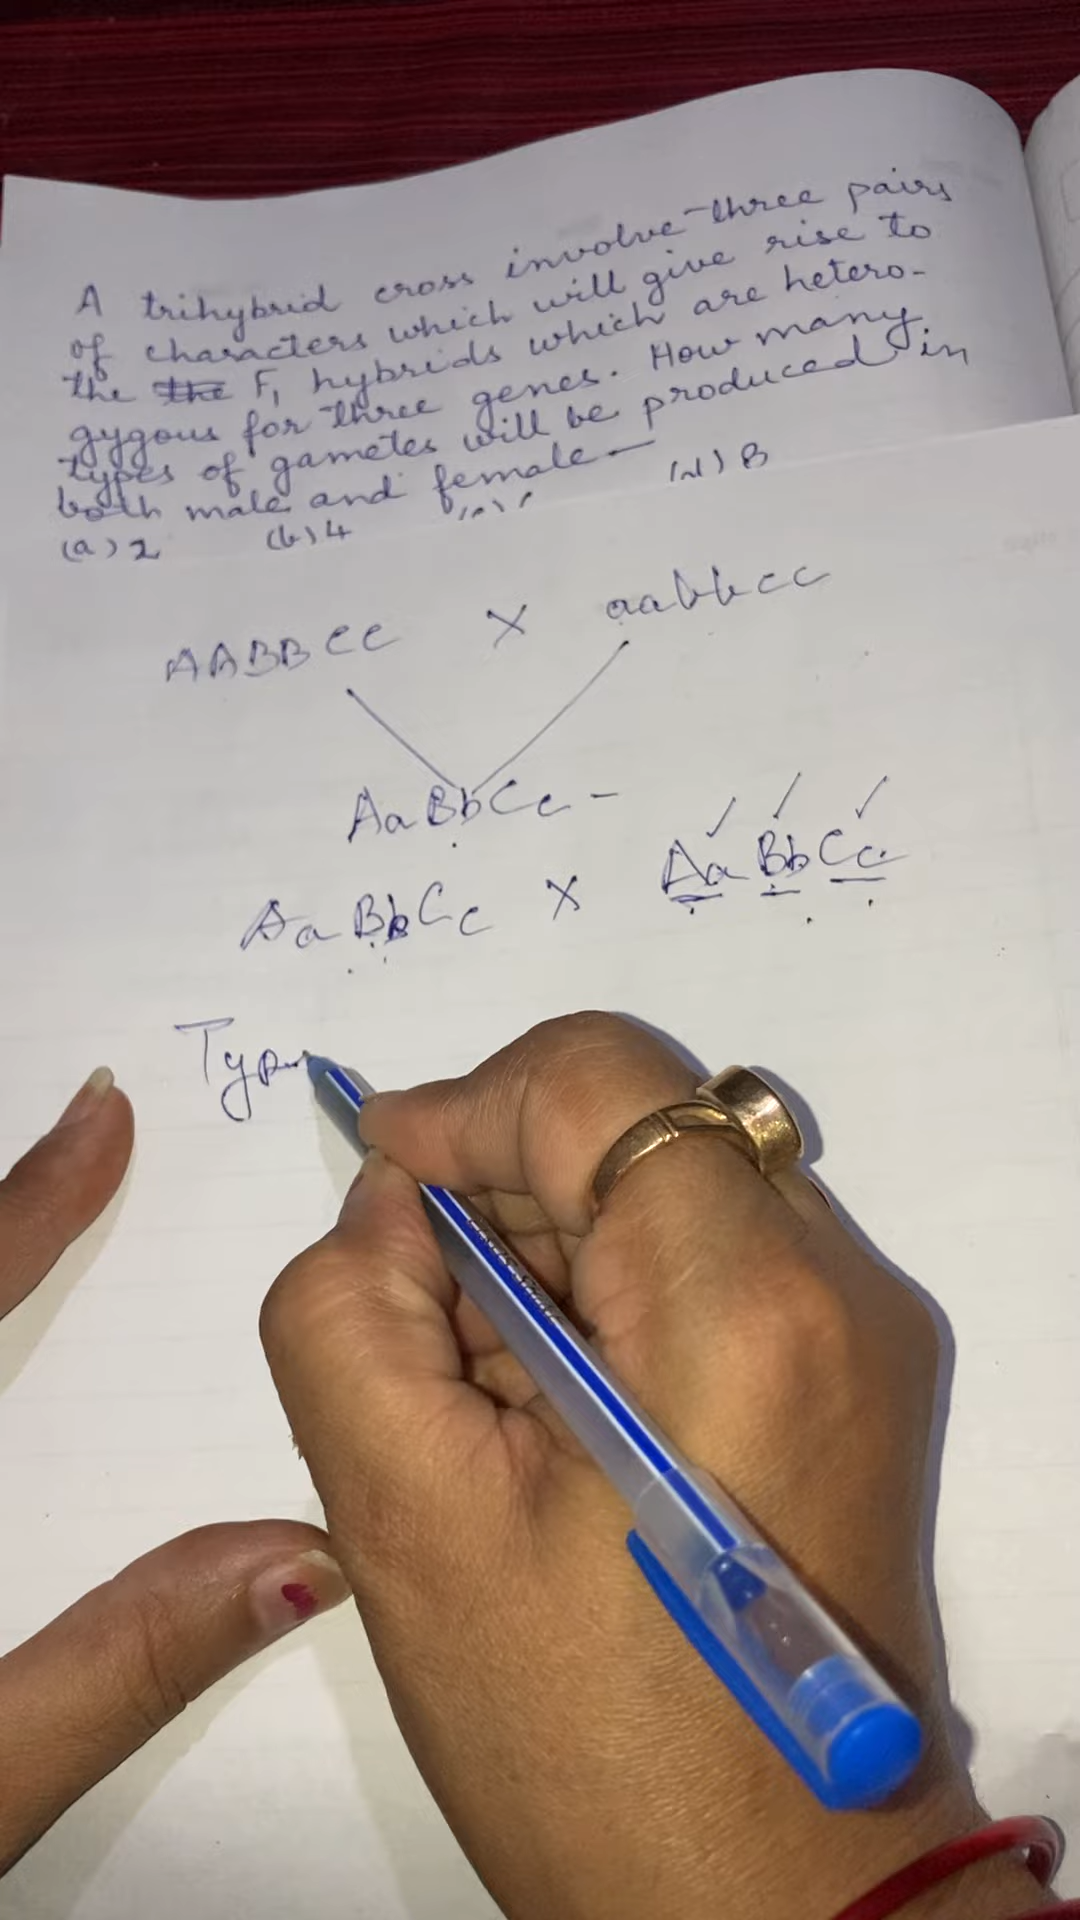 A trihybrid cross involve three pairs
of characters which will give rise to
the the F1 hybrids which are hetero-
gygous for three genes. How many
types of gametes will be produced in
both male and female—
(a) 2 (b) 4 (d) 8
AABBCC X aabbcc
AaBbCc -
AaBbCc X AaBbCc
Typ